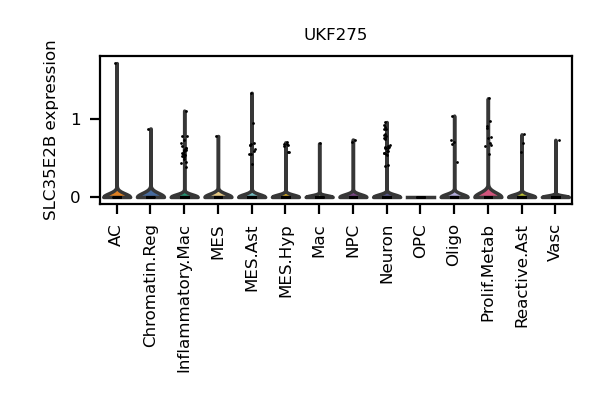 UKF275
SLC35E2B expression
1
0
AC
Chromatin.Reg
Inflammatory.Mac
MES
MES.Ast
MES.Hyp
Mac
NPC
Neuron
OPC
Oligo
Prolif.Metab
Reactive.Ast
Vasc